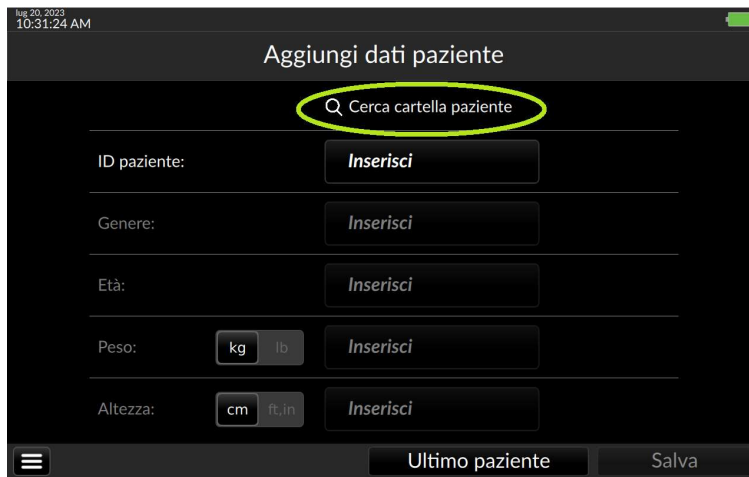 lug 20, 2023
10:31:24 AM
Aggiungi dati paziente
Cerca cartella paziente
ID paziente: Inserisci
Genere: Inserisci
Età: Inserisci
Peso: kg lb Inserisci
Altezza: cm ft,in Inserisci
Ultimo paziente Salva